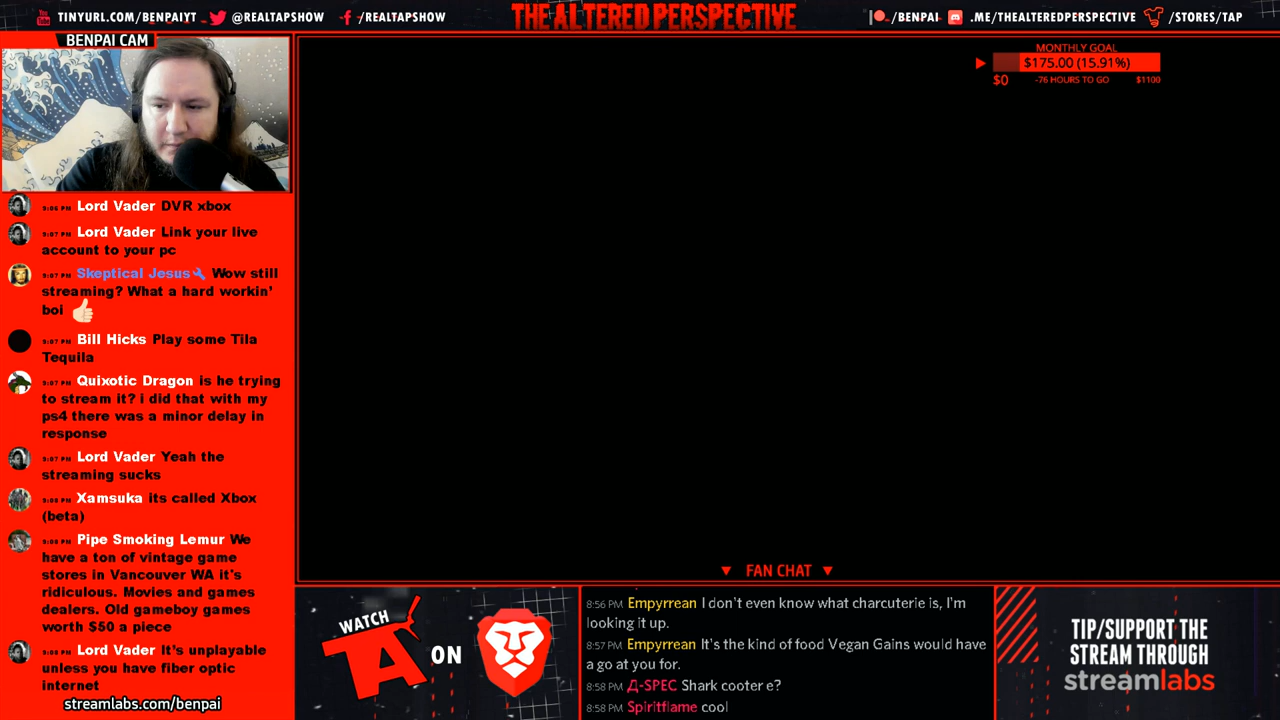 TINYURL.COM/BENPAIYT @REALTAPSHOW /REALTAPSHOW
THE ALTERED PERSPECTIVE
/BENPAI .ME/THEALTEREDPERSPECTIVE /STORES/TAP
BENPAI CAM
MONTHLY GOAL
$175.00 (15.91%)
$0 -76 HOURS TO GO $1100
Lord Vader DVR xbox
Lord Vader Link your live
account to your pc
Skeptical Jesus Wow still
streaming? What a hard workin'
boi
Bill Hicks Play some Tila
Tequila
Quixotic Dragon is he trying
to stream it? i did that with my
ps4 there was a minor delay in
response
Lord Vader Yeah the
streaming sucks
Xamsuka its called Xbox
(beta)
Pipe Smoking Lemur We
have a ton of vintage game
stores in Vancouver WA it's
ridiculous. Movies and games
dealers. Old gameboy games
worth $50 a piece
Lord Vader It's unplayable
unless you have fiber optic
internet
streamlabs.com/benpai
FAN CHAT
WATCH
ON
8:56 PM Empyrrean I don't even know what charcuterie is, I'm
looking it up.
8:57 PM Empyrrean It's the kind of food Vegan Gains would have
a go at you for.
8:58 PM Д-SPEC Shark cooter e?
8:58 PM Spiritflame cool
TIP/SUPPORT THE
STREAM THROUGH
streamlabs